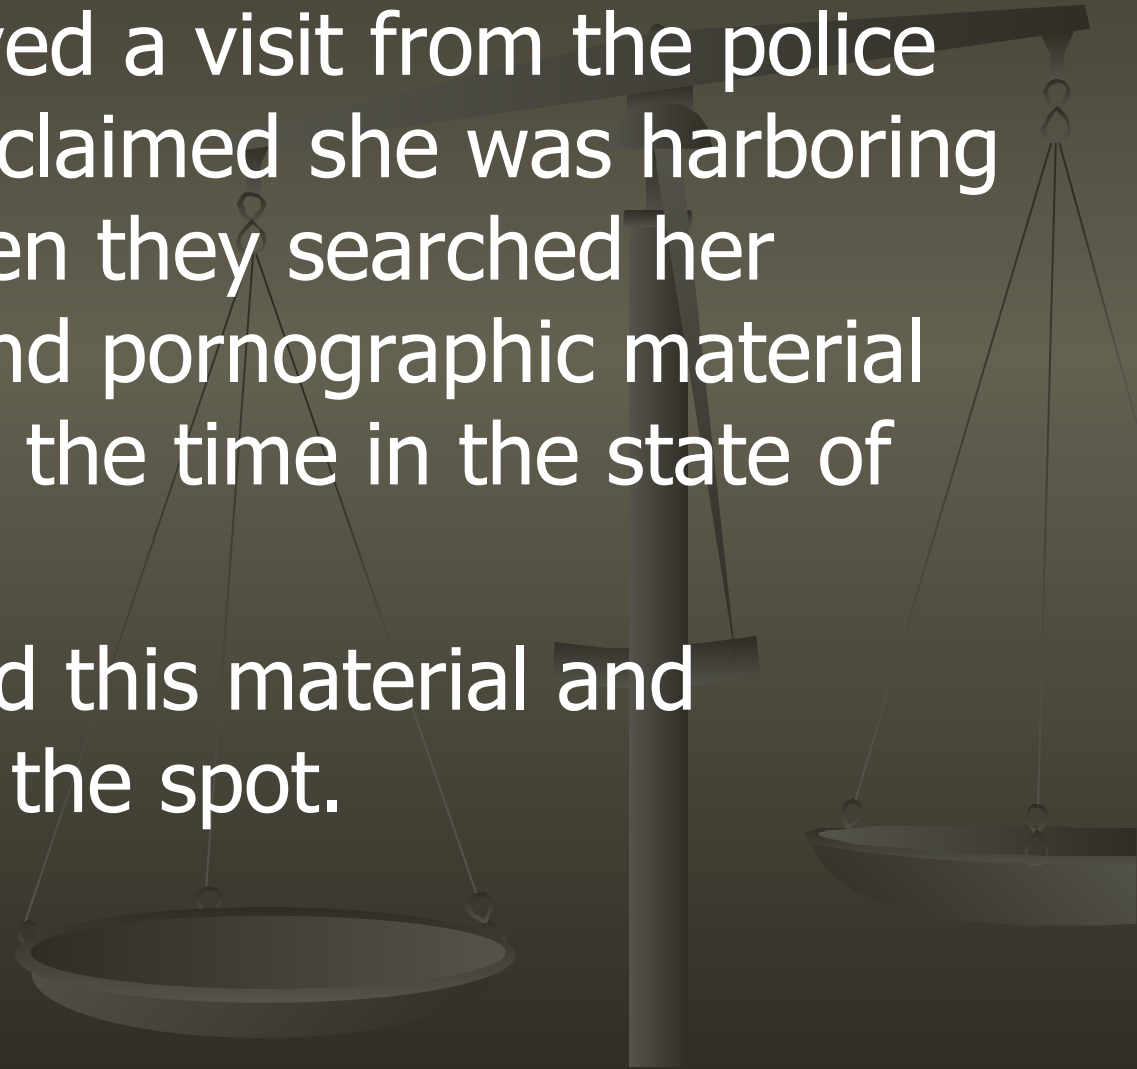 ved a visit from the police
claimed she was harboring
en they searched her
nd pornographic material
the time in the state of
d this material and
the spot.